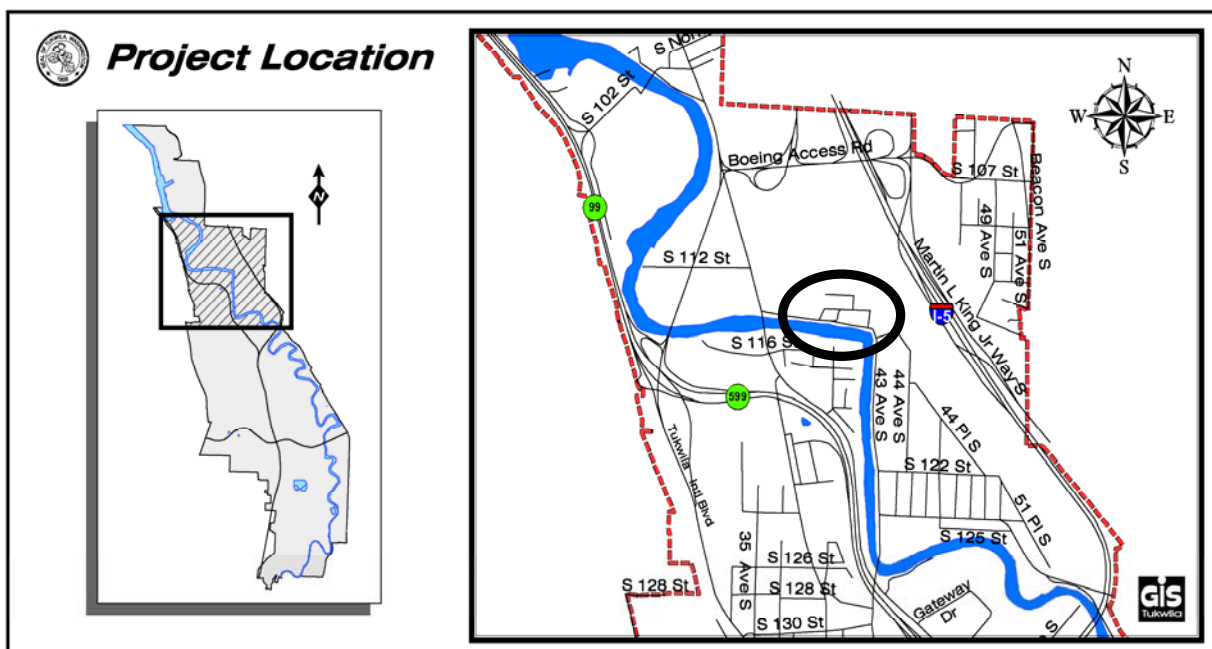 Project Location
1908
N
N
W
E
S
S 102 St
S Norf
Boeing Access Rd
S 107 St
Beacon Ave S
49 Ave S
51 Ave S
99
S 112 St
Martin L King Jr Way S
I-5
S 116 St
43 Ave S
44 Ave S
599
44 Pl S
Tukwila
Intl Blvd
S 122 St
51 Pl S
S 125 St
35 Ave S
S 126 St
S 128 St
S 128 St
Gateway
Dr
S 130 St
S
GIS
Tukwila